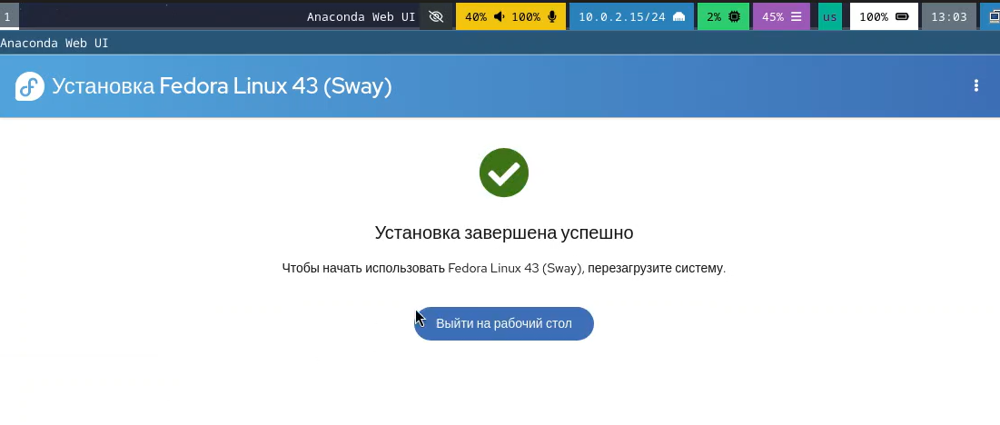 1 Anaconda Web UI 40% 100% 10.0.2.15/24 2% 45% us 100% 13:03
Anaconda Web UI
Установка Fedora Linux 43 (Sway)
Установка завершена успешно
Чтобы начать использовать Fedora Linux 43 (Sway), перезагрузите систему.
Выйти на рабочий стол